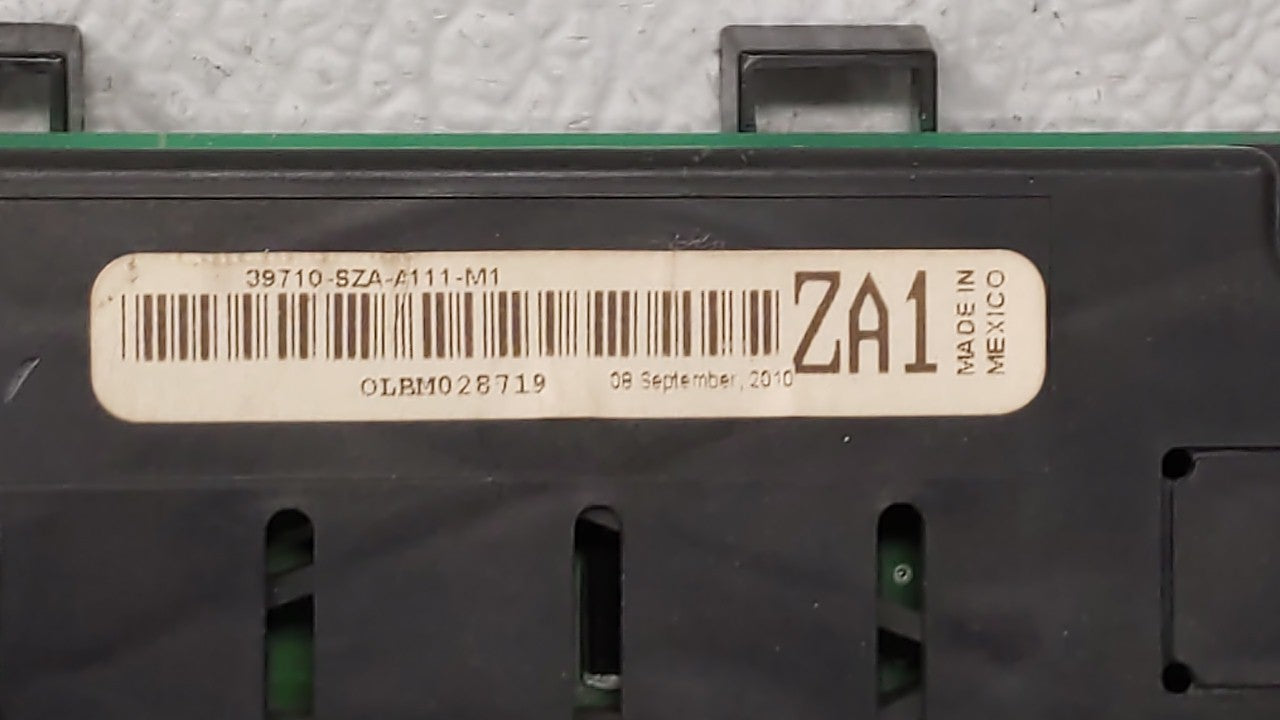 39710-SZA-A111-M1
OLBM028719
08 September, 2010
ZA1
MADE IN
MEXICO